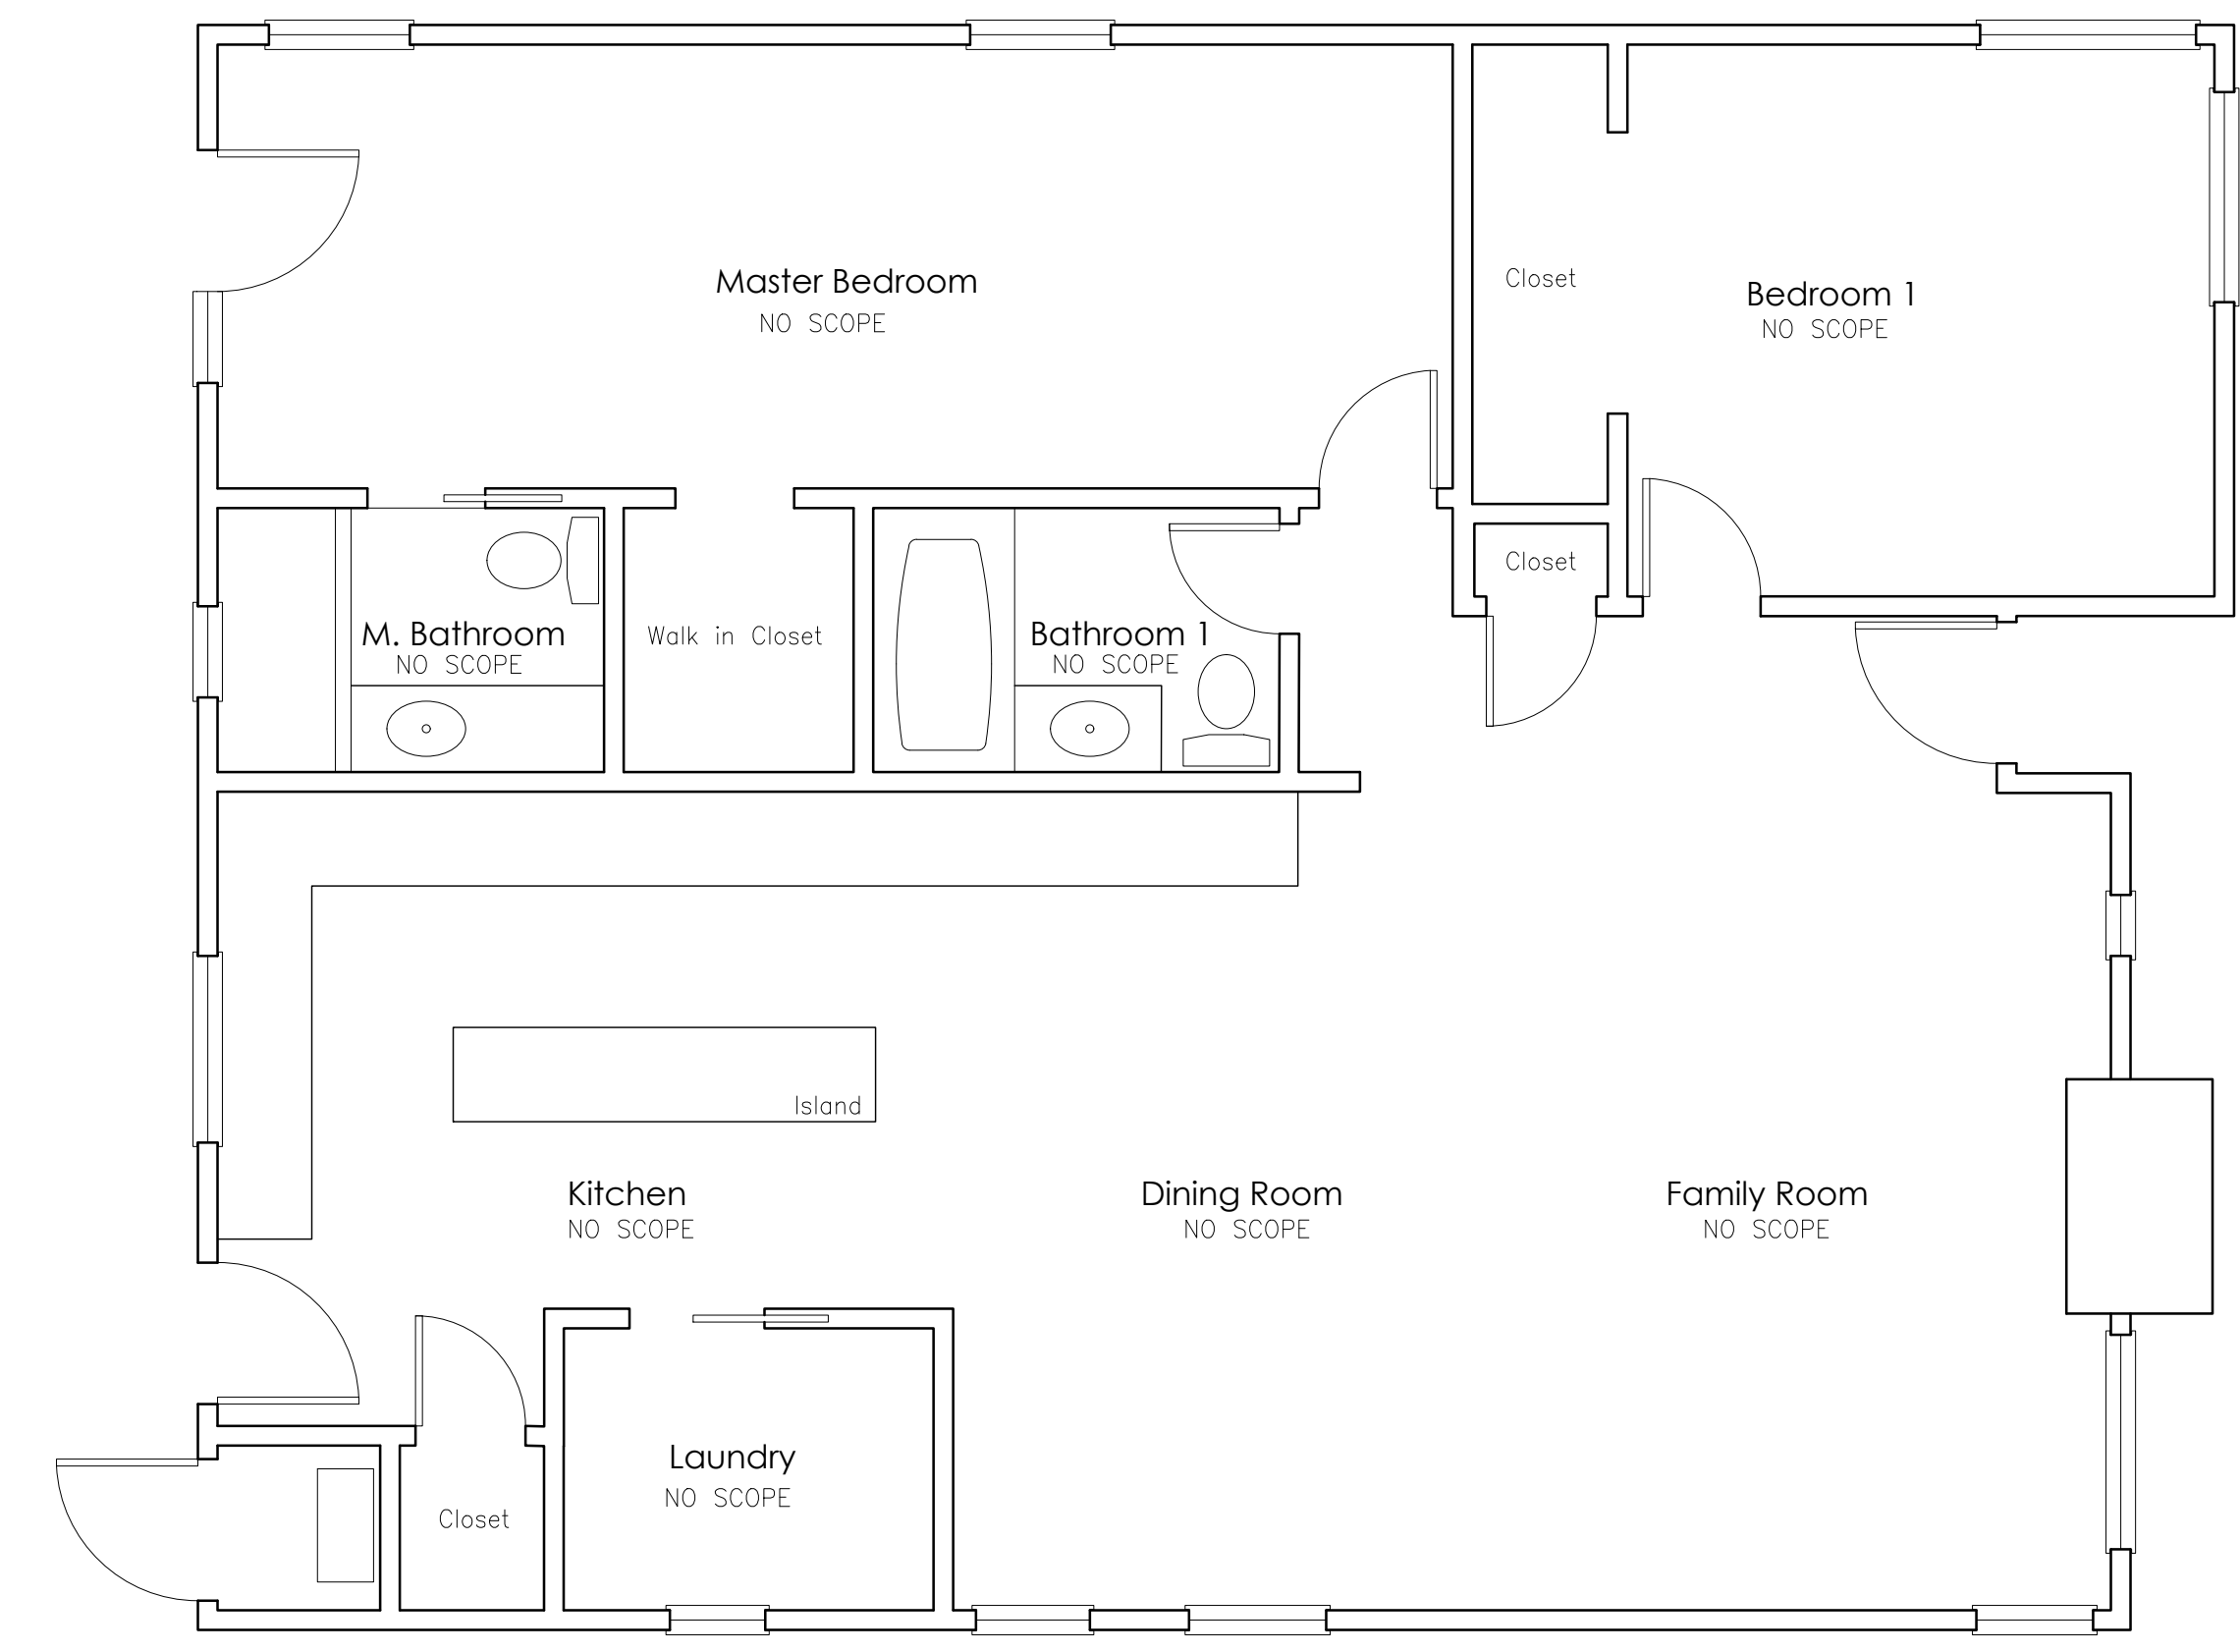 Master Bedroom
NO SCOPE
Closet
Bedroom 1
NO SCOPE
Closet
M. Bathroom
NO SCOPE
Walk in Closet
Bathroom 1
NO SCOPE
Island
Kitchen
NO SCOPE
Dining Room
NO SCOPE
Family Room
NO SCOPE
Laundry
NO SCOPE
Closet